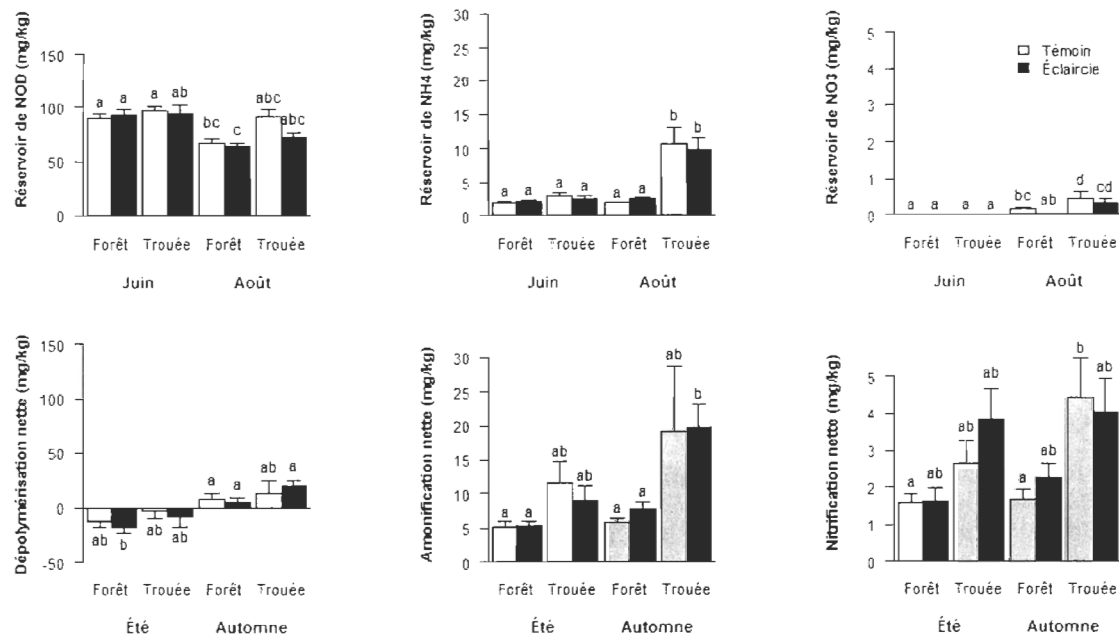 Réservoir de NOD (mg/kg)
150
100
50
0
a a a ab bc c abc abc
Forêt Trouée Forêt Trouée
Juin Août
Réservoir de NH4 (mg/kg)
30
25
20
15
10
5
0
a a a a a a b b
Forêt Trouée Forêt Trouée
Juin Août
Réservoir de NO3 (mg/kg)
5
4
3
2
1
0
Témoin
Éclaircie
a a a a bc ab d cd
Forêt Trouée Forêt Trouée
Juin Août
Dépolymérisation nette (mg/kg)
150
100
50
0
-50
ab b ab ab a a ab a
Forêt Trouée Forêt Trouée
Été Automne
Amonification nette (mg/kg)
30
25
20
15
10
5
0
a a ab ab a a ab b
Forêt Trouée Forêt Trouée
Été Automne
Nitrification nette (mg/kg)
5
4
3
2
1
0
a ab ab ab a ab b ab
Forêt Trouée Forêt Trouée
Été Automne